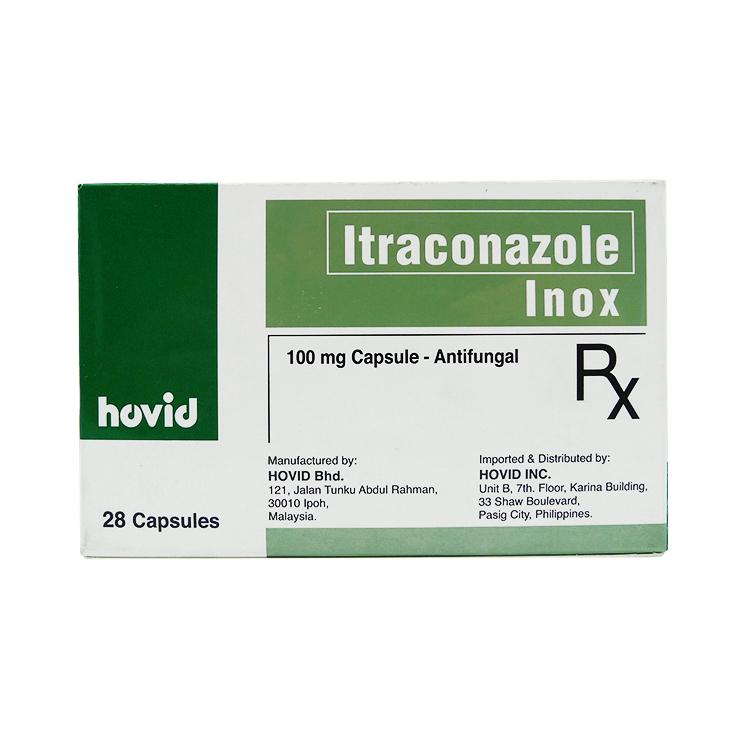 Itraconazole
Inox
100 mg Capsule - Antifungal
Rx
hovid
28 Capsules
Manufactured by:
HOVID Bhd.
121, Jalan Tunku Abdul Rahman,
30010 Ipoh,
Malaysia.
Imported & Distributed by:
HOVID INC.
Unit B, 7th. Floor, Karina Building,
33 Shaw Boulevard,
Pasig City, Philippines.